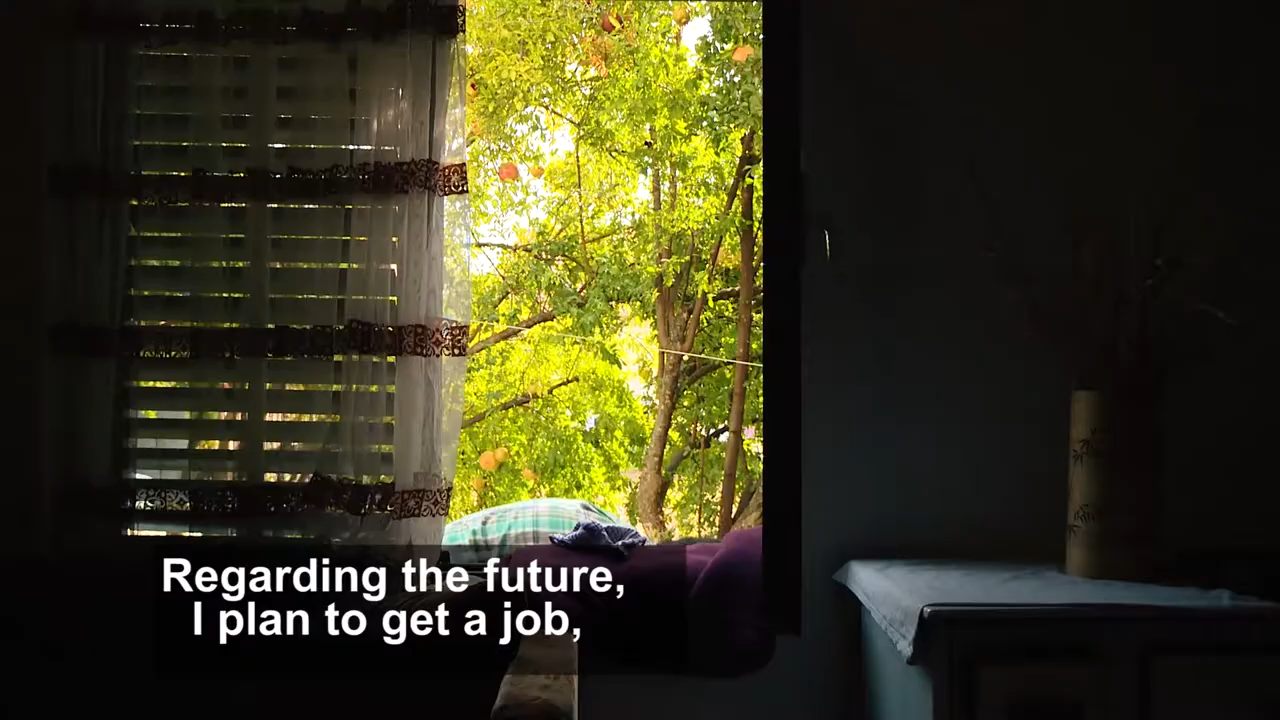 Regarding the future,
I plan to get a job,